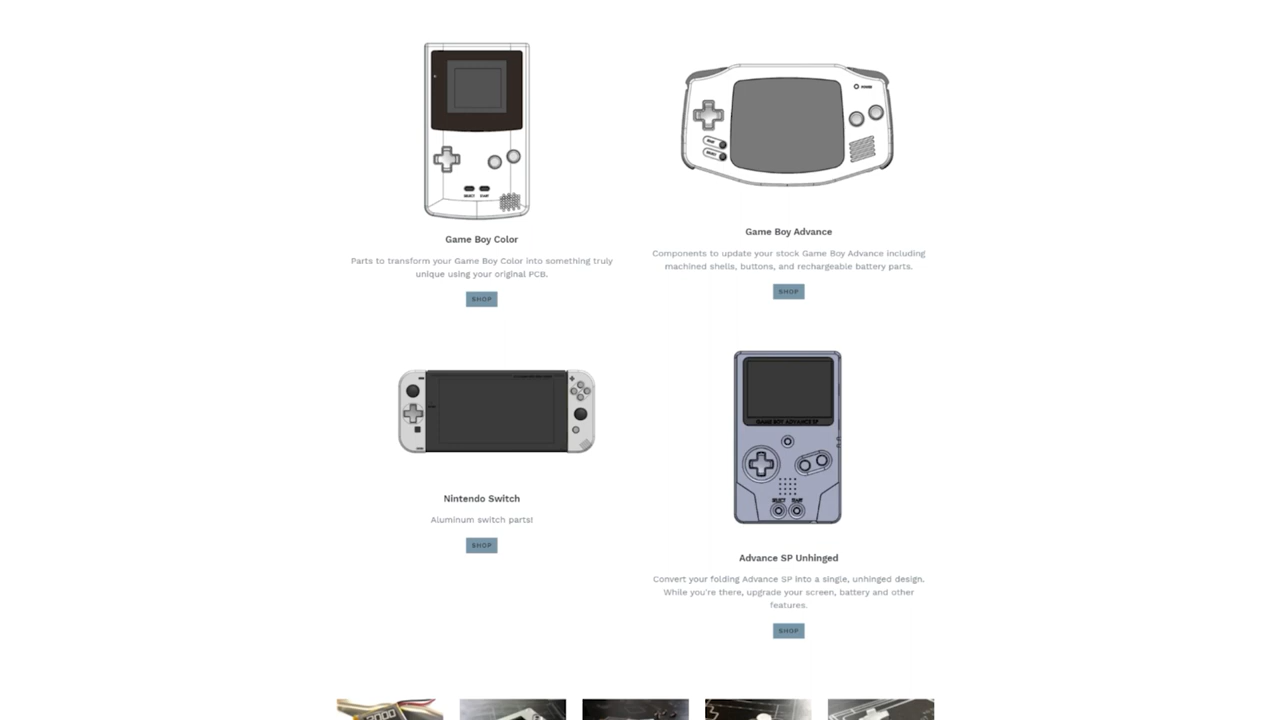 POWER
SELECT START
Game Boy Color
Parts to transform your Game Boy Color into something truly
unique using your original PCB.
SHOP
Game Boy Advance
Components to update your stock Game Boy Advance including
machined shells, buttons, and rechargeable battery parts.
SHOP
Nintendo Switch
Aluminum switch parts!
SHOP
GAME BOY ADVANCE SP
SELECT START
Advance SP Unhinged
Convert your folding Advance SP into a single, unhinged design.
While you're there, upgrade your screen, battery and other
features.
SHOP